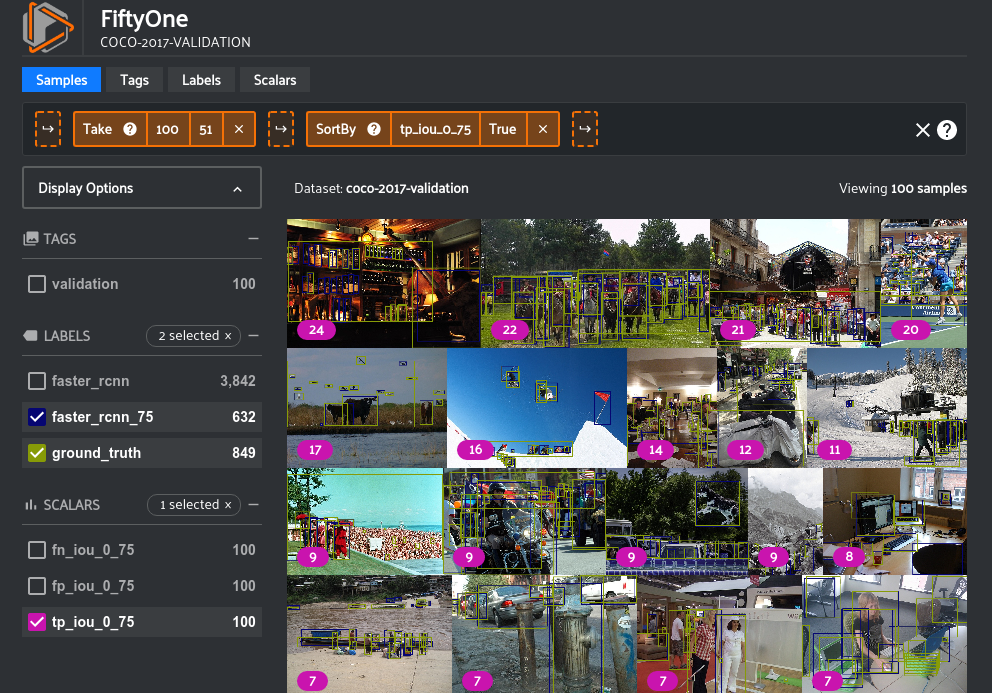 FiftyOne
COCO-2017-VALIDATION
Samples Tags Labels Scalars
Take ? 100 51 × SortBy ? tp_iou_0_75 True × ?
Display Options
Dataset: coco-2017-validation Viewing 100 samples
TAGS
validation 100
LABELS 2 selected ×
faster_rcnn 3,842
faster_rcnn_75 632
ground_truth 849
SCALARS 1 selected ×
fn_iou_0_75 100
fp_iou_0_75 100
tp_iou_0_75 100
24 22 21 20
17 16 14 12 11
9 9 9 9 8
7 7 7 7